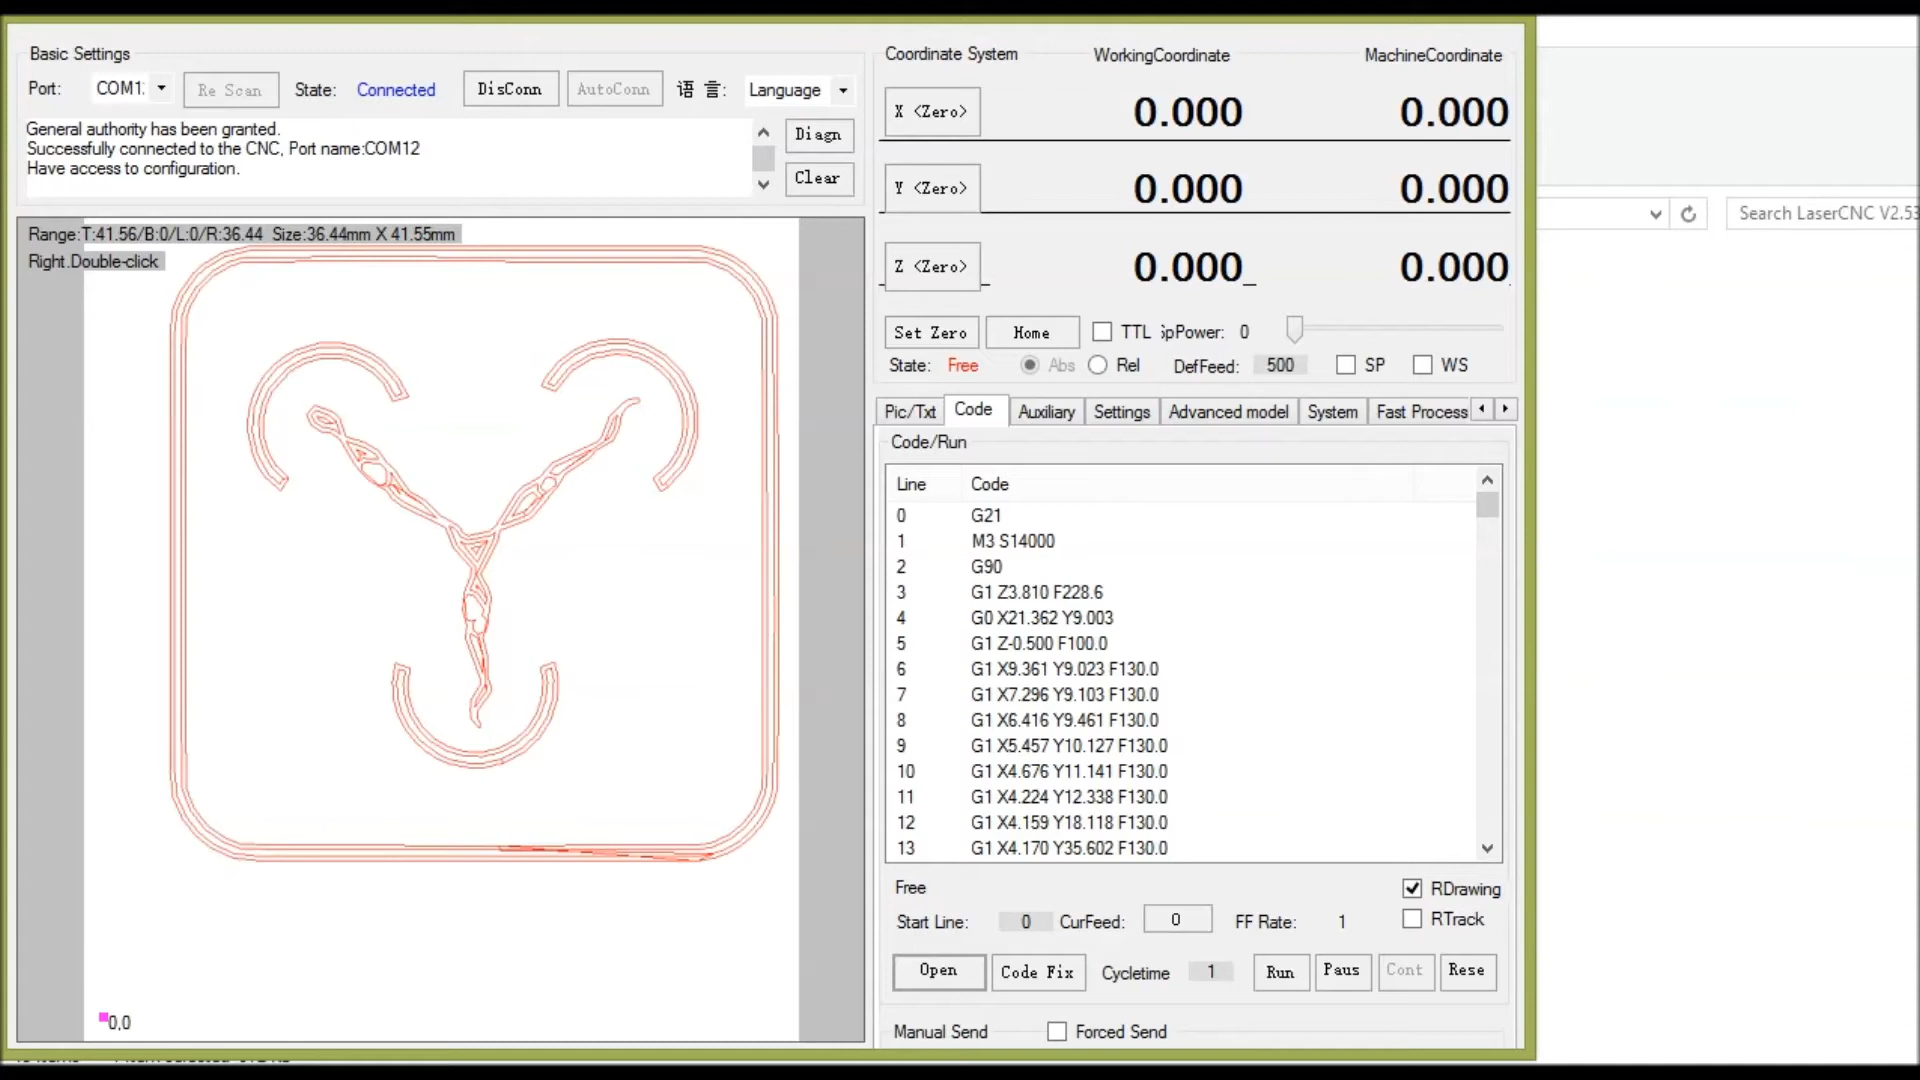 Basic Settings
Port: COM1: Re Scan State: Connected DisConn AutoConn 语 言: Language
General authority has been granted.
Successfully connected to the CNC, Port name:COM12
Have access to configuration.
Diagn
Clear
Range:T:41.56/B:0/L:0/R:36.44 Size:36.44mm X 41.55mm
Right.Double-click
0,0
Coordinate System WorkingCoordinate MachineCoordinate
X <Zero> 0.000 0.000
Y <Zero> 0.000 0.000
Z <Zero> 0.000 0.000
Set Zero Home TTL SpPower: 0
State: Free Abs Rel DefFeed: 500 SP WS
Pic/Txt Code Auxiliary Settings Advanced model System Fast Process
Code/Run
Line Code
0 G21
1 M3 S14000
2 G90
3 G1 Z3.810 F228.6
4 G0 X21.362 Y9.003
5 G1 Z-0.500 F100.0
6 G1 X9.361 Y9.023 F130.0
7 G1 X7.296 Y9.103 F130.0
8 G1 X6.416 Y9.461 F130.0
9 G1 X5.457 Y10.127 F130.0
10 G1 X4.676 Y11.141 F130.0
11 G1 X4.224 Y12.338 F130.0
12 G1 X4.159 Y18.118 F130.0
13 G1 X4.170 Y35.602 F130.0
Free RDrawing
Start Line: 0 CurFeed: 0 FF Rate: 1 RTrack
Open Code Fix Cycletime 1 Run Paus Cont Rese
Manual Send Forced Send
Search LaserCNC V2.53